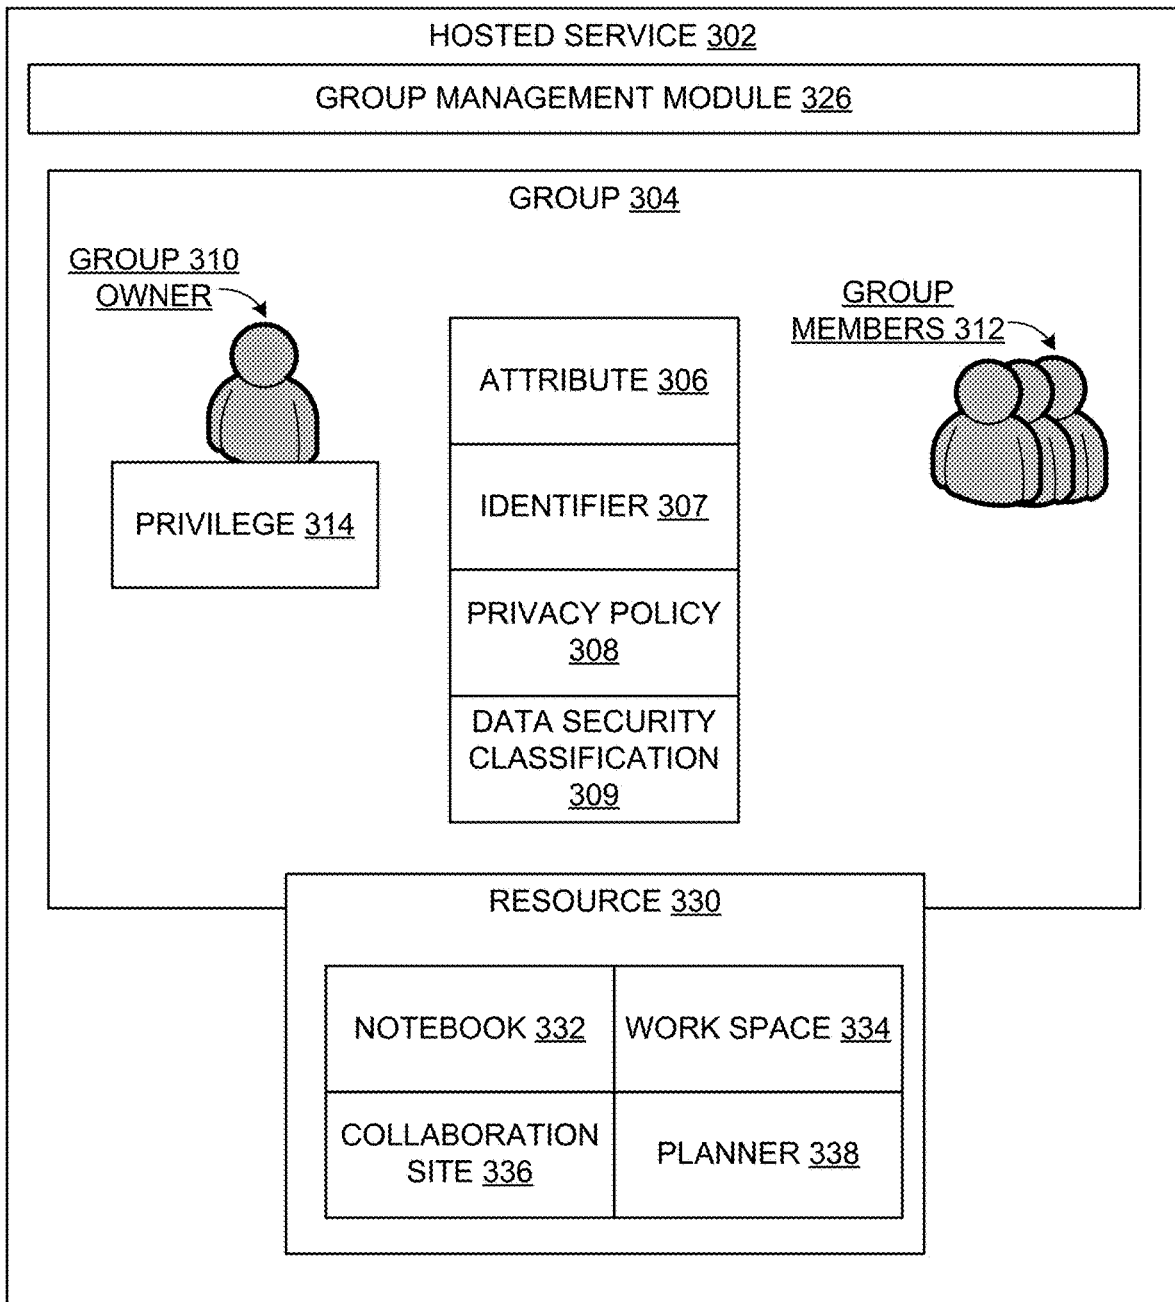 HOSTED SERVICE 302
GROUP MANAGEMENT MODULE 326
GROUP 304
GROUP 310
OWNER
GROUP
MEMBERS 312
ATTRIBUTE 306
PRIVILEGE 314
IDENTIFIER 307
PRIVACY POLICY
308
DATA SECURITY
CLASSIFICATION
309
RESOURCE 330
NOTEBOOK 332
WORK SPACE 334
COLLABORATION
SITE 336
PLANNER 338